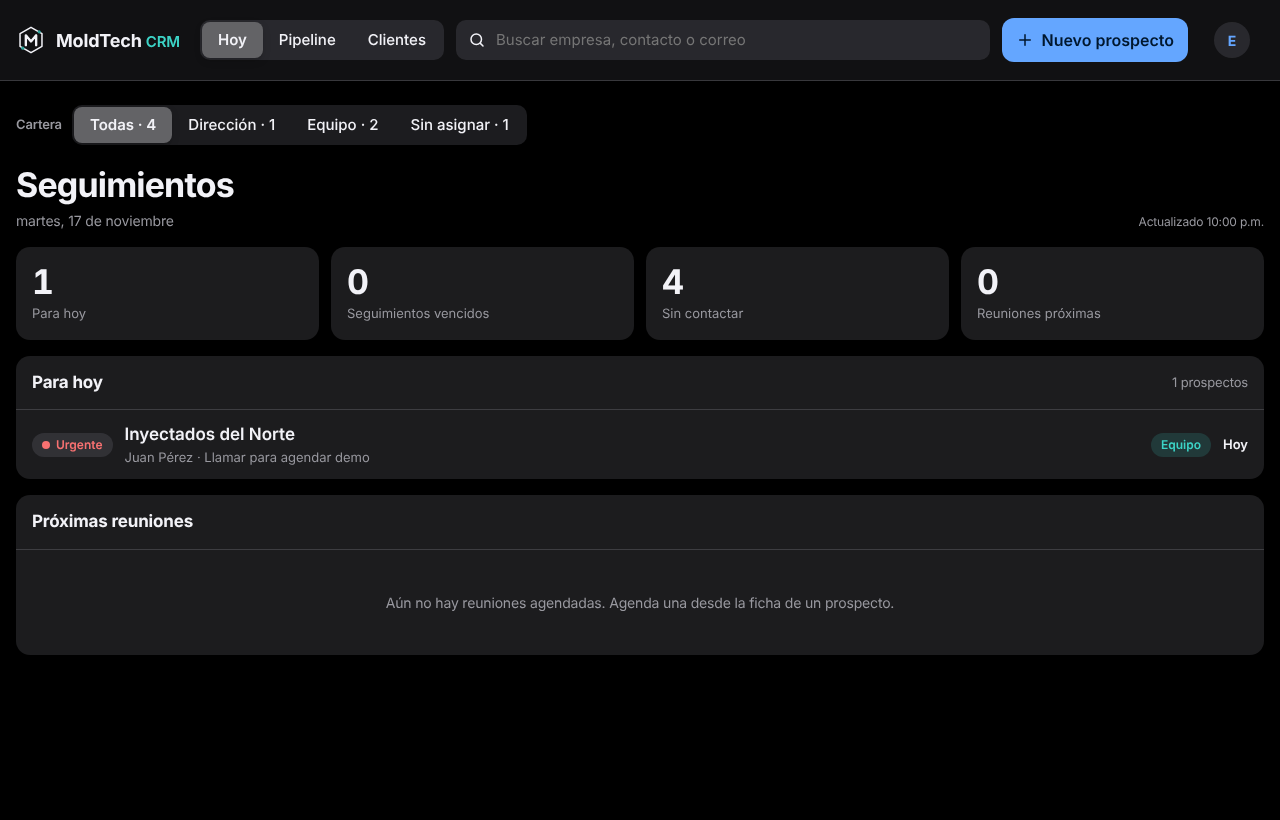 MoldTech CRM
Hoy
Pipeline
Clientes
Buscar empresa, contacto o correo
Nuevo prospecto
E
Cartera
Todas · 4
Dirección · 1
Equipo · 2
Sin asignar · 1
Seguimientos
martes, 17 de noviembre
Actualizado 10:00 p.m.
1
Para hoy
0
Seguimientos vencidos
4
Sin contactar
0
Reuniones próximas
Para hoy
1 prospectos
Urgente
Inyectados del Norte
Juan Pérez · Llamar para agendar demo
Equipo
Hoy
Próximas reuniones
Aún no hay reuniones agendadas. Agenda una desde la ficha de un prospecto.